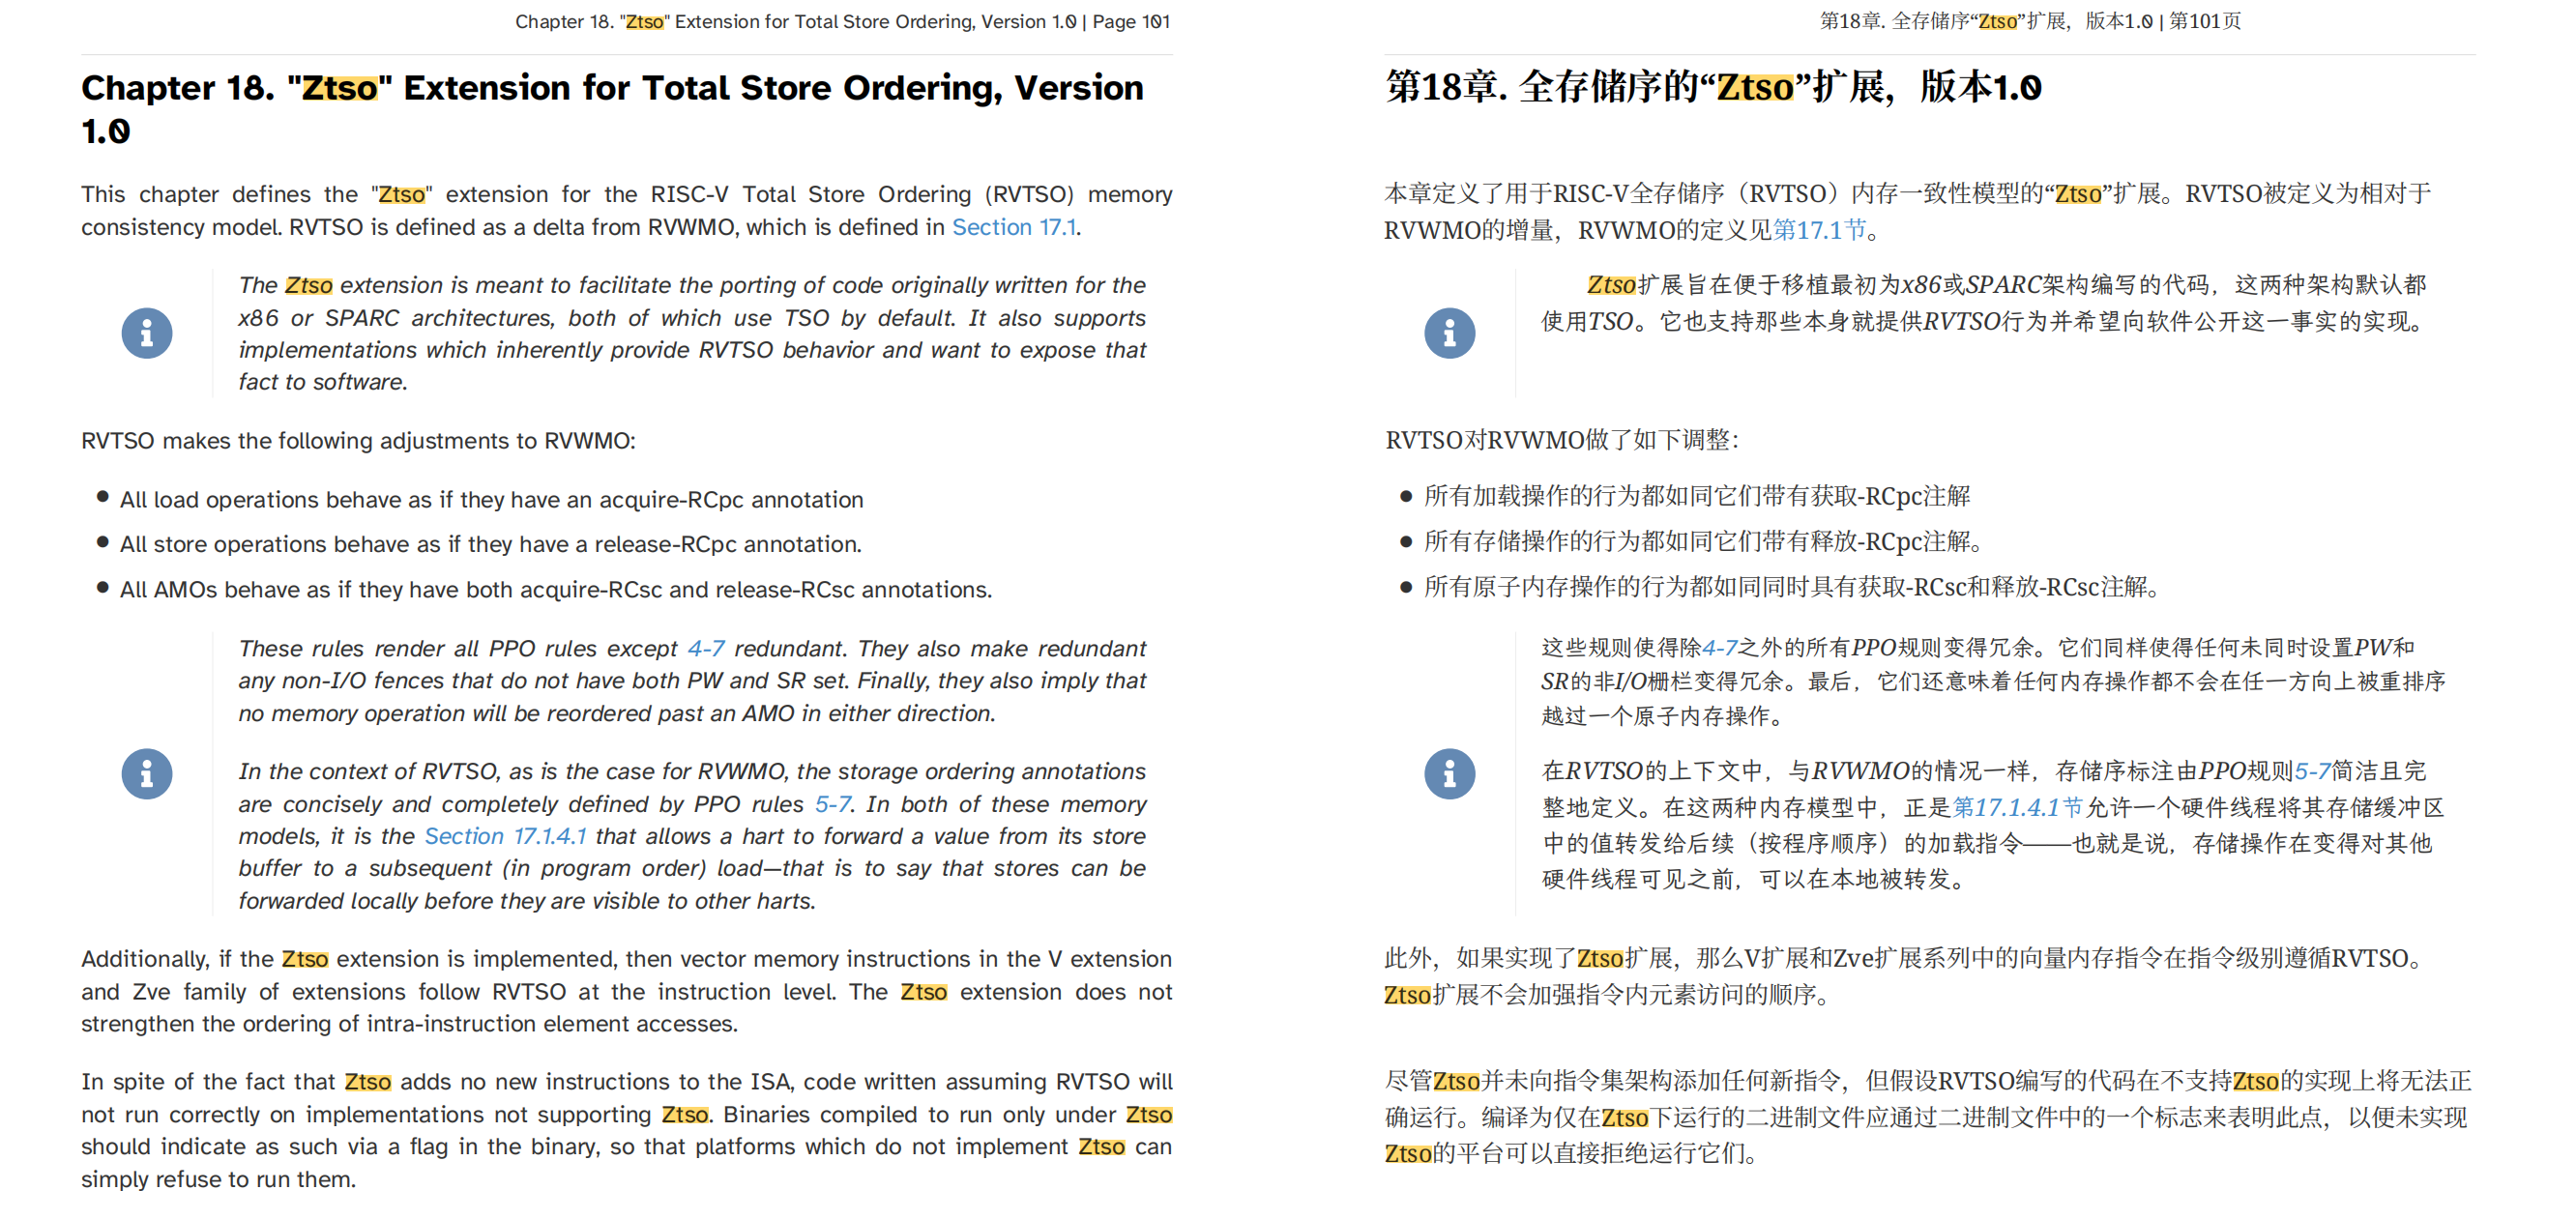 Chapter 18. "Ztso" Extension for Total Store Ordering, Version 1.0 | Page 101
Chapter 18. "Ztso" Extension for Total Store Ordering, Version
1.0
This chapter defines the "Ztso" extension for the RISC-V Total Store Ordering (RVTSO) memory
consistency model. RVTSO is defined as a delta from RVWMO, which is defined in Section 17.1.
The Ztso extension is meant to facilitate the porting of code originally written for the
x86 or SPARC architectures, both of which use TSO by default. It also supports
implementations which inherently provide RVTSO behavior and want to expose that
fact to software.
RVTSO makes the following adjustments to RVWMO:
● All load operations behave as if they have an acquire-RCpc annotation
● All store operations behave as if they have a release-RCpc annotation.
● All AMOs behave as if they have both acquire-RCsc and release-RCsc annotations.
These rules render all PPO rules except 4-7 redundant. They also make redundant
any non-I/O fences that do not have both PW and SR set. Finally, they also imply that
no memory operation will be reordered past an AMO in either direction.
In the context of RVTSO, as is the case for RVWMO, the storage ordering annotations
are concisely and completely defined by PPO rules 5-7. In both of these memory
models, it is the Section 17.1.4.1 that allows a hart to forward a value from its store
buffer to a subsequent (in program order) load—that is to say that stores can be
forwarded locally before they are visible to other harts.
Additionally, if the Ztso extension is implemented, then vector memory instructions in the V extension
and Zve family of extensions follow RVTSO at the instruction level. The Ztso extension does not
strengthen the ordering of intra-instruction element accesses.
In spite of the fact that Ztso adds no new instructions to the ISA, code written assuming RVTSO will
not run correctly on implementations not supporting Ztso. Binaries compiled to run only under Ztso
should indicate as such via a flag in the binary, so that platforms which do not implement Ztso can
simply refuse to run them.
第18章. 全存储序“Ztso”扩展，版本1.0 | 第101页
第18章. 全存储序的“Ztso”扩展，版本1.0
本章定义了用于RISC-V全存储序（RVTSO）内存一致性模型的“Ztso”扩展。RVTSO被定义为相对于
RVWMO的增量，RVWMO的定义见第17.1节。
Ztso扩展旨在便于移植最初为x86或SPARC架构编写的代码，这两种架构默认都
使用TSO。它也支持那些本身就提供RVTSO行为并希望向软件公开这一事实的实现。
RVTSO对RVWMO做了如下调整：
● 所有加载操作的行为都如同它们带有获取-RCpc注解
● 所有存储操作的行为都如同它们带有释放-RCpc注解。
● 所有原子内存操作的行为都如同同时具有获取-RCsc和释放-RCsc注解。
这些规则使得除4-7之外的所有PPO规则变得冗余。它们同样使得任何未同时设置PW和
SR的非I/O栅栏变得冗余。最后，它们还意味着任何内存操作都不会在任一方向上被重排序
越过一个原子内存操作。
在RVTSO的上下文中，与RVWMO的情况一样，存储序标注由PPO规则5-7简洁且完
整地定义。在这两种内存模型中，正是第17.1.4.1节允许一个硬件线程将其存储缓冲区
中的值转发给后续（按程序顺序）的加载指令——也就是说，存储操作在变得对其他
硬件线程可见之前，可以在本地被转发。
此外，如果实现了Ztso扩展，那么V扩展和Zve扩展系列中的向量内存指令在指令级别遵循RVTSO。
Ztso扩展不会加强指令内元素访问的顺序。
尽管Ztso并未向指令集架构添加任何新指令，但假设RVTSO编写的代码在不支持Ztso的实现上将无法正
确运行。编译为仅在Ztso下运行的二进制文件应通过二进制文件中的一个标志来表明此点，以便未实现
Ztso的平台可以直接拒绝运行它们。